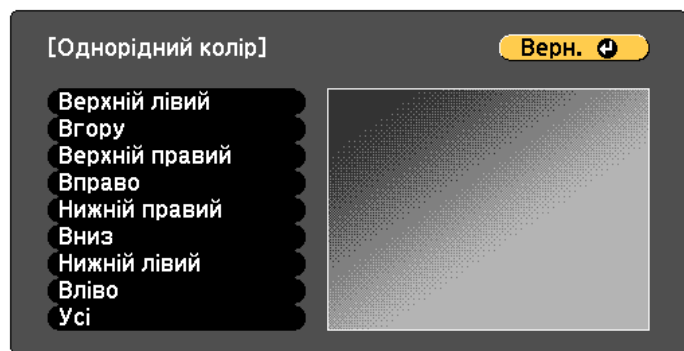 [Однорідний колір]
Верн.
Верхній лівий
Вгору
Верхній правий
Вправо
Нижній правий
Вниз
Нижній лівий
Вліво
Усі